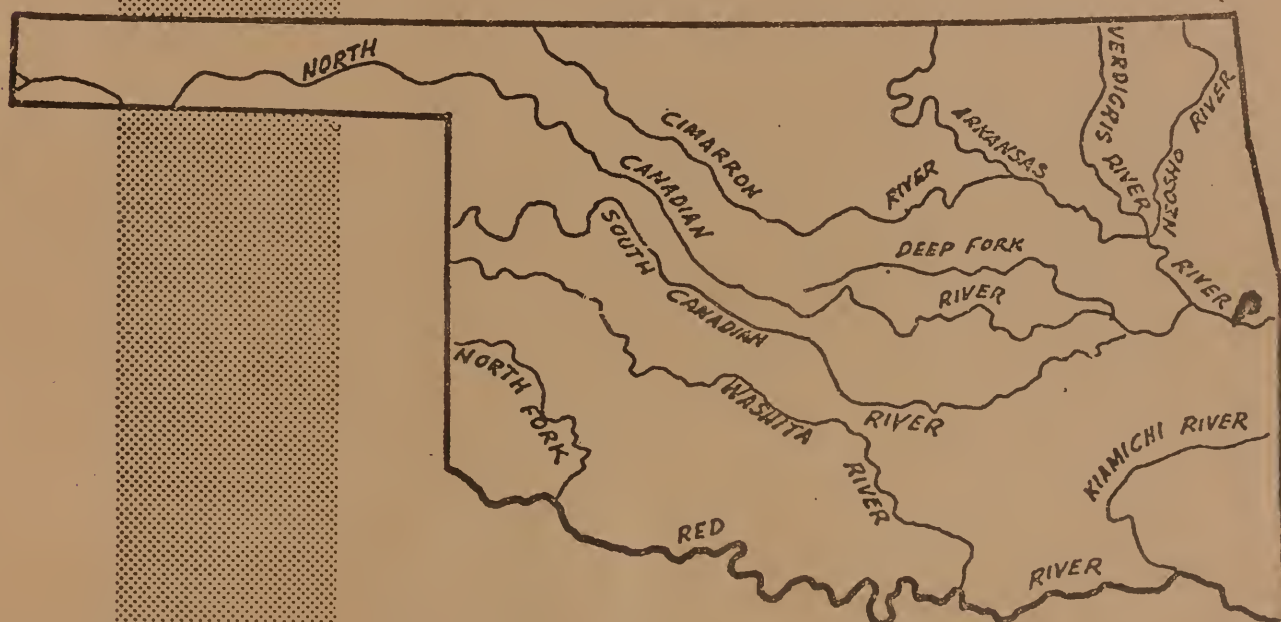 NORTH
CANADIAN
CIMARRON
RIVER
ARKANSAS
RIVER
VERDIGRIS RIVER
NEOSHO
RIVER
SOUTH
CANADIAN
RIVER
DEEP FORK
RIVER
NORTH FORK
WASHITA
RIVER
KIAMICHI RIVER
RED
RIVER